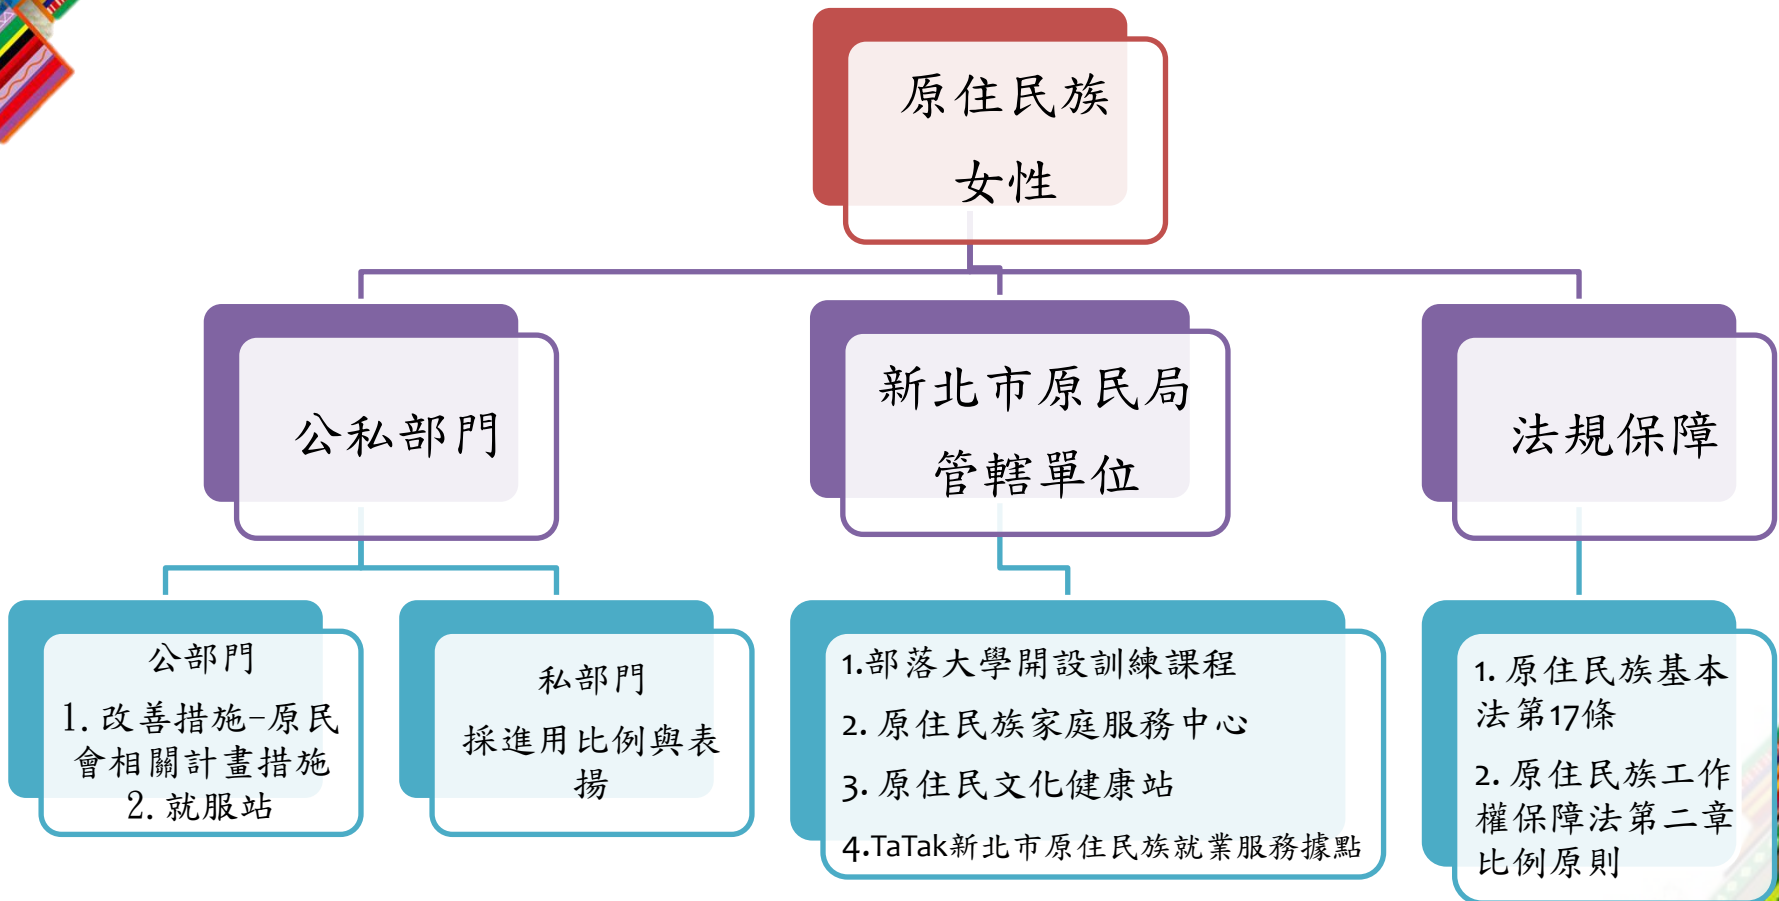 原住民族
女性
公私部門
新北市原民局
管轄單位
法規保障
公部門
1. 改善措施-原民
會相關計畫措施
2. 就服站
私部門
採進用比例與表
揚
1.部落大學開設訓練課程
2. 原住民族家庭服務中心
3. 原住民文化健康站
4.TaTak新北市原住民族就業服務據點
1. 原住民族基本
法第17條
2. 原住民族工作
權保障法第二章
比例原則